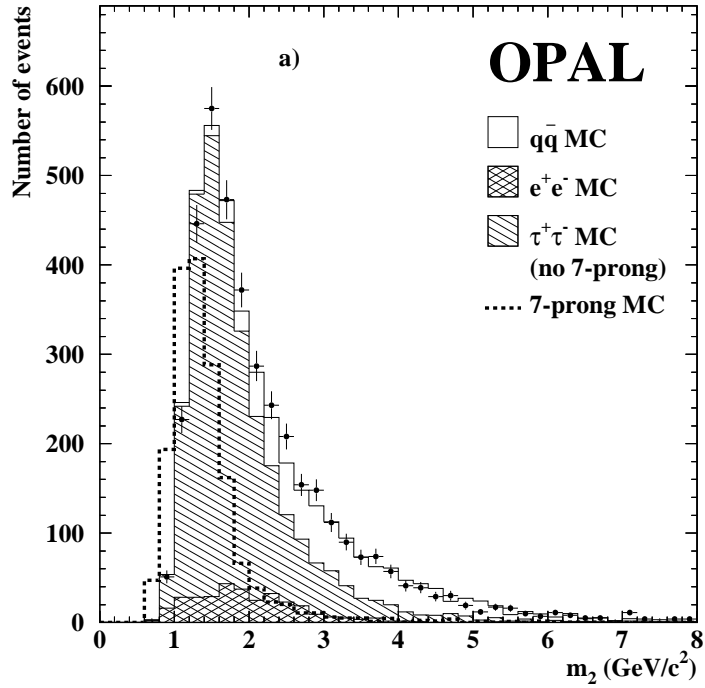 a)
OPAL
Number of events
600
500
400
300
200
100
0
qq̄ MC
e⁺e⁻ MC
τ⁺τ⁻ MC
(no 7-prong)
7-prong MC
0 1 2 3 4 5 6 7 8
m₂ (GeV/c²)